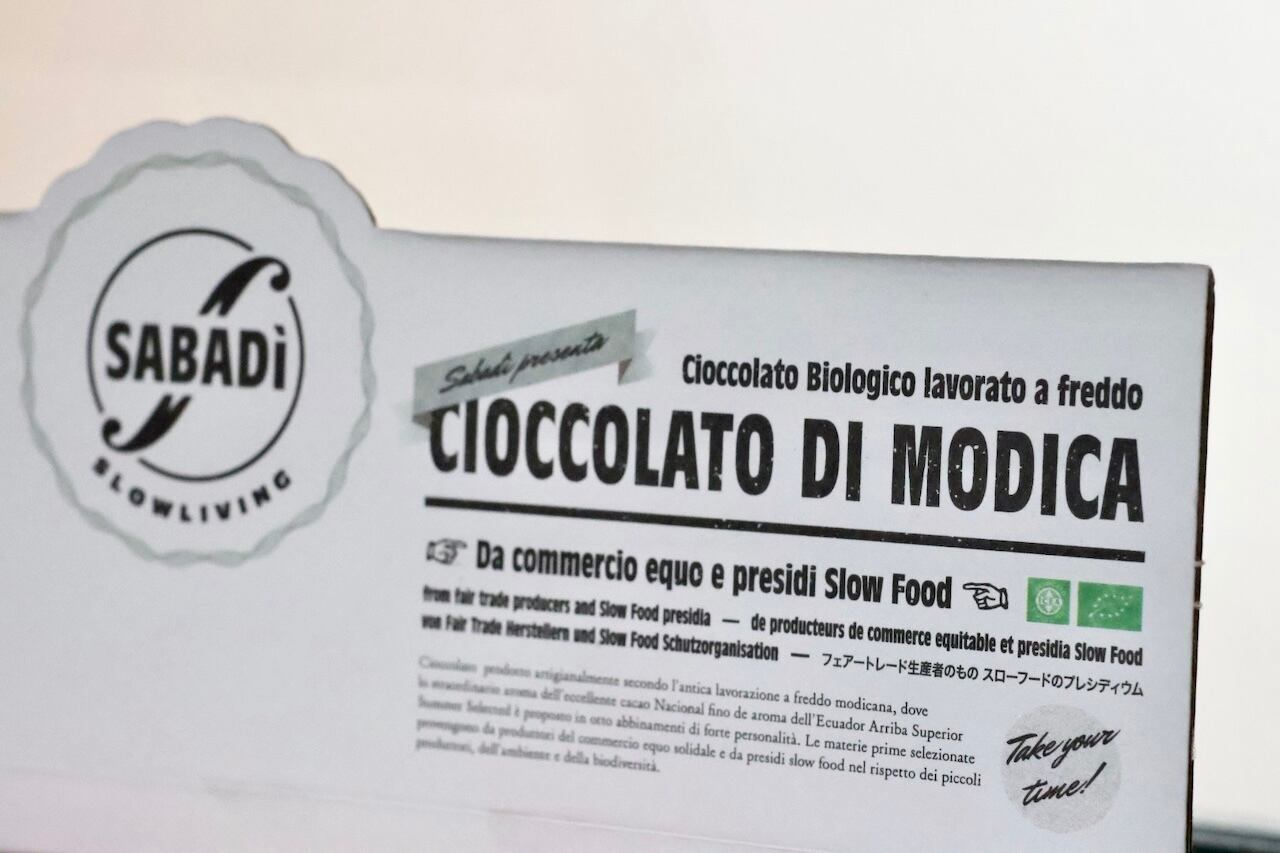 SABADÌ
SLOWLIVING
Sabadì presenta
Cioccolato Biologico lavorato a freddo
CIOCCOLATO DI MODICA
Da commercio equo e presidi Slow Food
from fair trade producers and Slow Food presidia — de producteurs de commerce equitable et presidia Slow Food
von Fair Trade Herstellern und Slow Food Schutzorganisation — フェアートレード生産者のもの スローフードのプレシディウム
Cioccolato prodotto artigianalmente secondo l'antica lavorazione a freddo modicana, dove
lo straordinario aroma dell'eccellente cacao Nacional fino de aroma dell'Ecuador Arriba Superior
Summer Selected è proposto in otto abbinamenti di forte personalità. Le materie prime selezionate
provengono da produttori del commercio equo solidale e da presidi slow food nel rispetto dei piccoli
produttori, dell'ambiente e della biodiversità.
Take your
time!